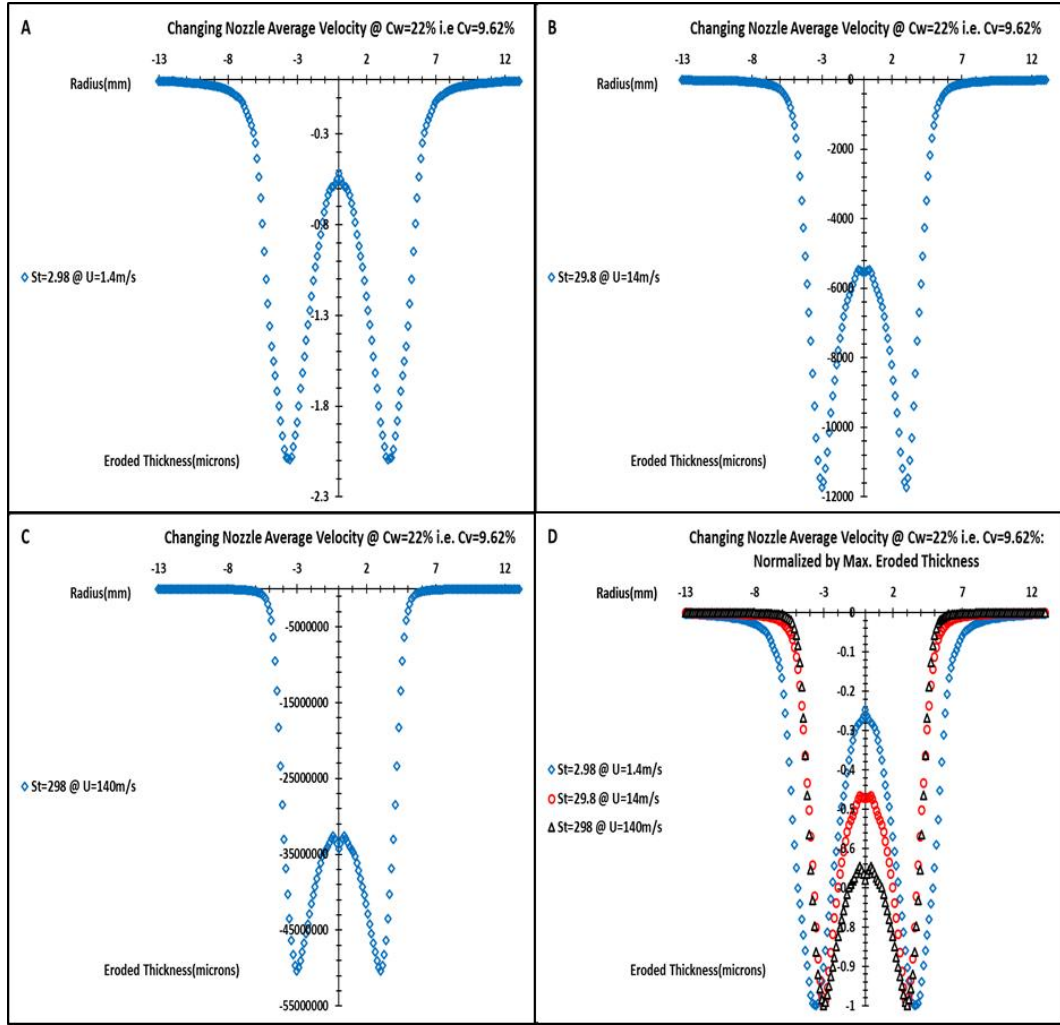 A
Changing Nozzle Average Velocity @ Cw=22% i.e Cv=9.62%
-13 -8 -3 2 7 12
Radius(mm)
-0.3
-0.8
St=2.98 @ U=1.4m/s
-1.3
-1.8
Eroded Thickness(microns)
-2.3
B
Changing Nozzle Average Velocity @ Cw=22% i.e. Cv=9.62%
-13 -8 -3 2 7 12
Radius(mm)
0
-2000
-4000
St=29.8 @ U=14m/s
-6000
-8000
-10000
Eroded Thickness(microns)
-12000
C
Changing Nozzle Average Velocity @ Cw=22% i.e. Cv=9.62%
-13 -8 -3 2 7 12
Radius(mm)
-5000000
-15000000
-25000000
St=298 @ U=140m/s
-35000000
-45000000
Eroded Thickness(microns)
-55000000
D
Changing Nozzle Average Velocity @ Cw=22% i.e. Cv=9.62%:
Normalized by Max. Eroded Thickness
-13 -8 -3 2 7 12
Radius(mm)
0
-0.1
-0.2
-0.3
St=2.98 @ U=1.4m/s
-0.4
St=29.8 @ U=14m/s
-0.5
St=298 @ U=140m/s
-0.6
-0.7
-0.8
-0.9
Eroded Thickness(microns)
-1